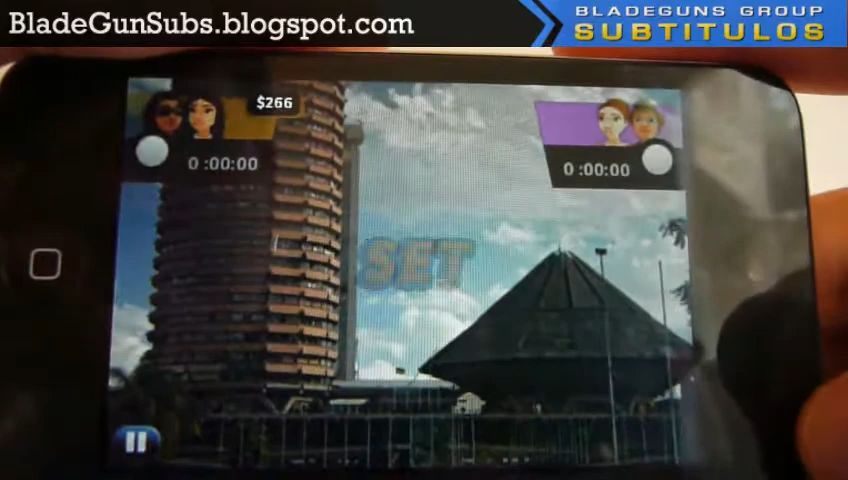 BladeGunSubs.blogspot.com
BLADEGUNS GROUP
SUBTITULOS
$266
0 :00:00
0 :00:00
SET